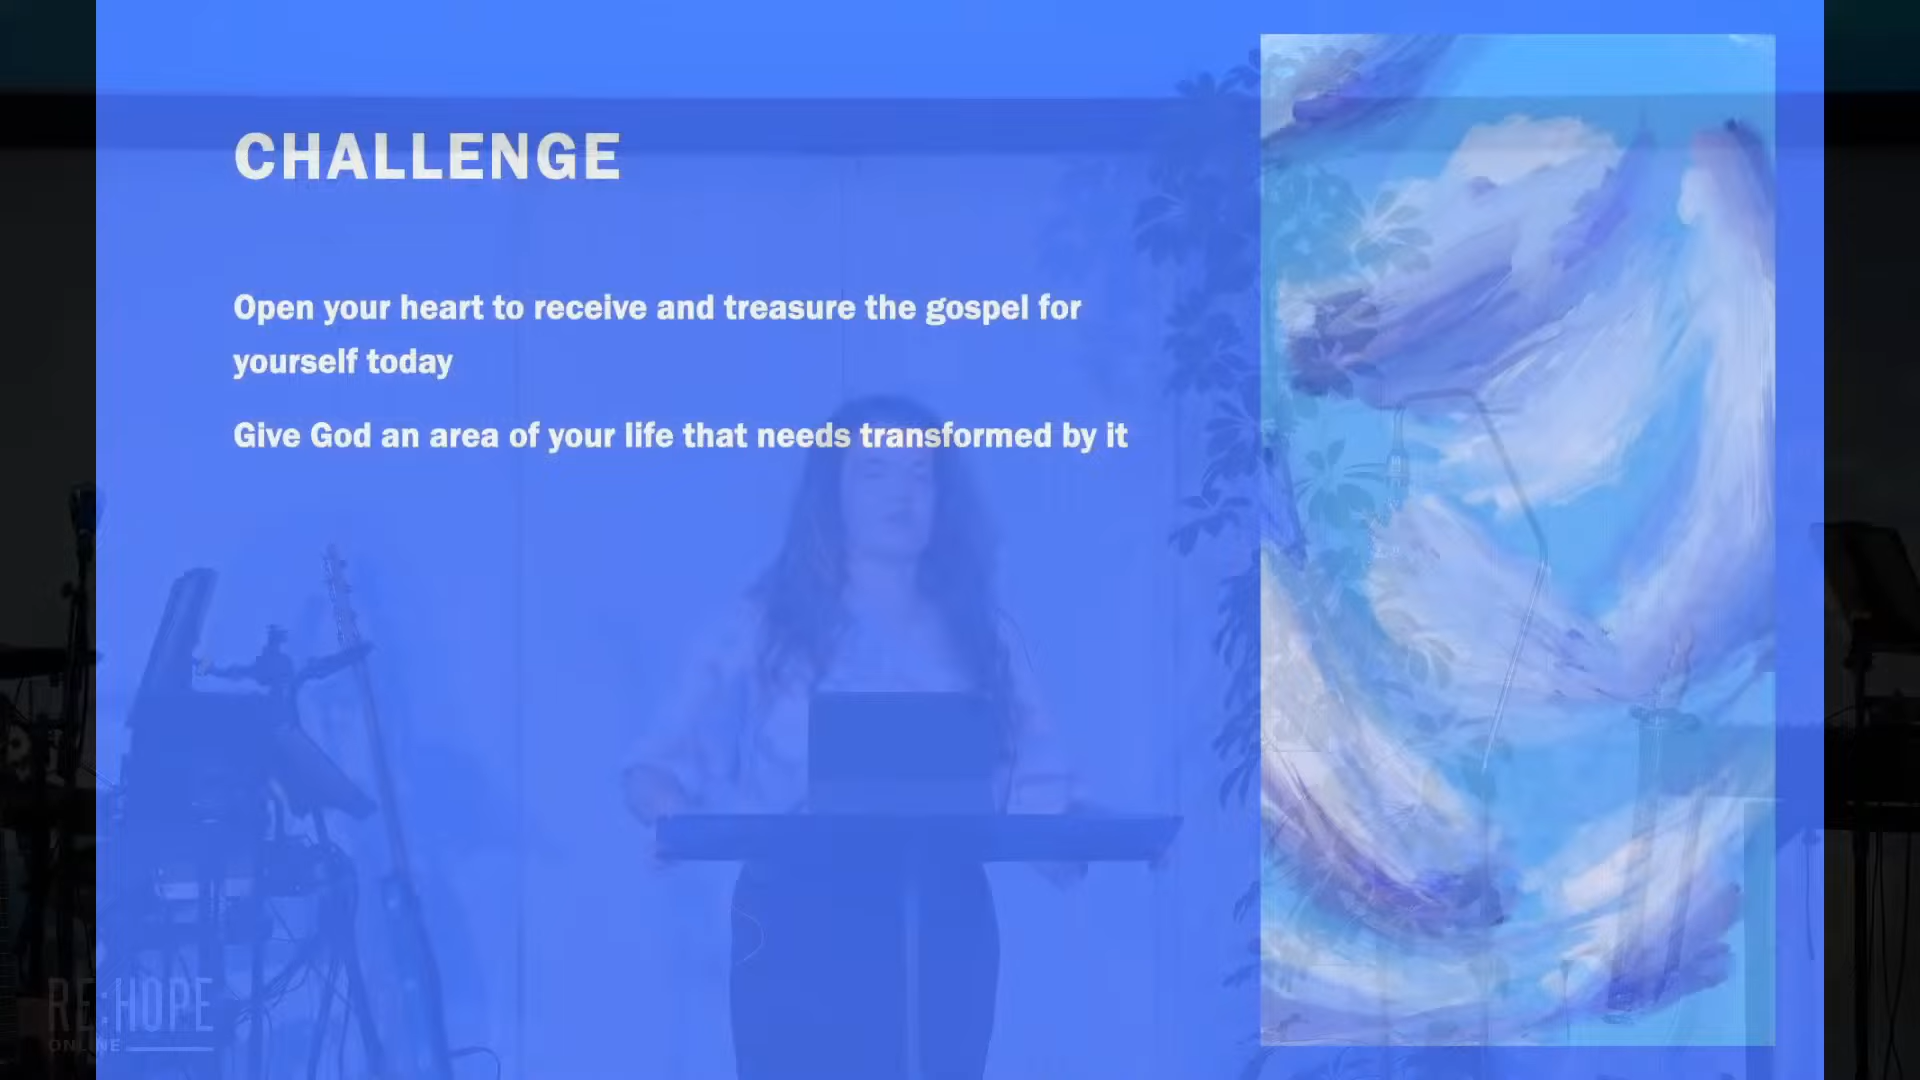 CHALLENGE
Open your heart to receive and treasure the gospel for
yourself today
Give God an area of your life that needs transformed by it
RE:HOPE
ONLINE